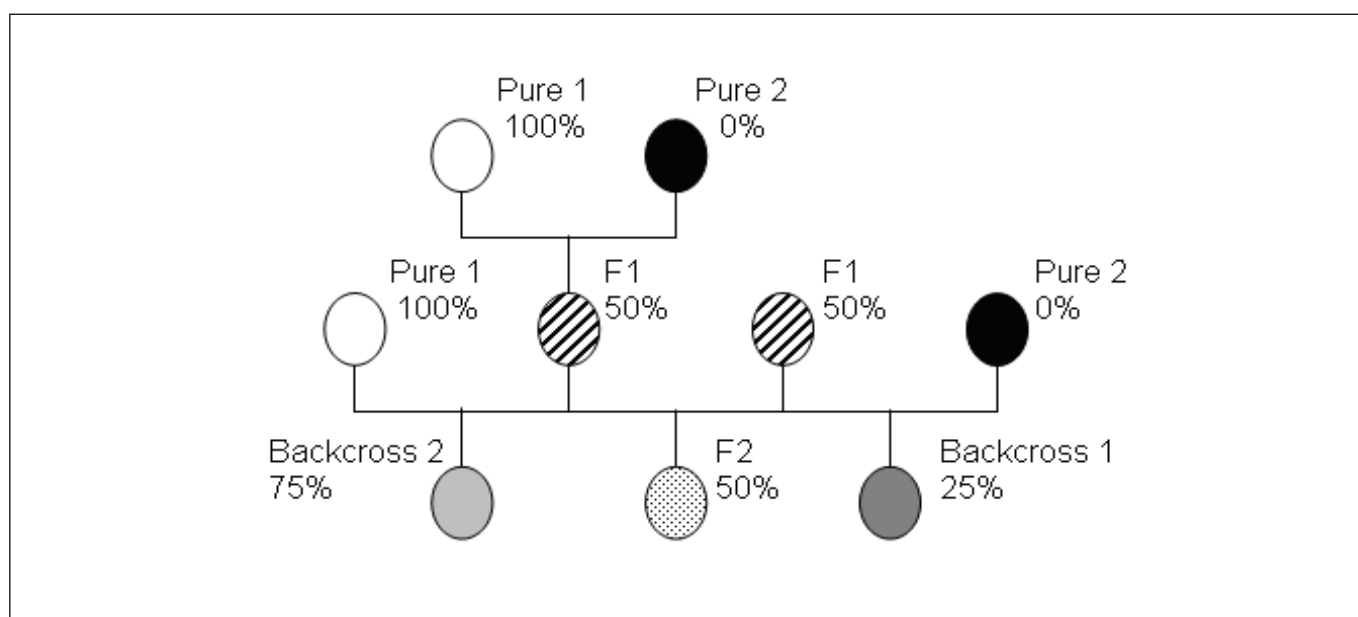 Pure 1
100%
Pure 2
0%
Pure 1
100%
F1
50%
F1
50%
Pure 2
0%
Backcross 2
75%
F2
50%
Backcross 1
25%